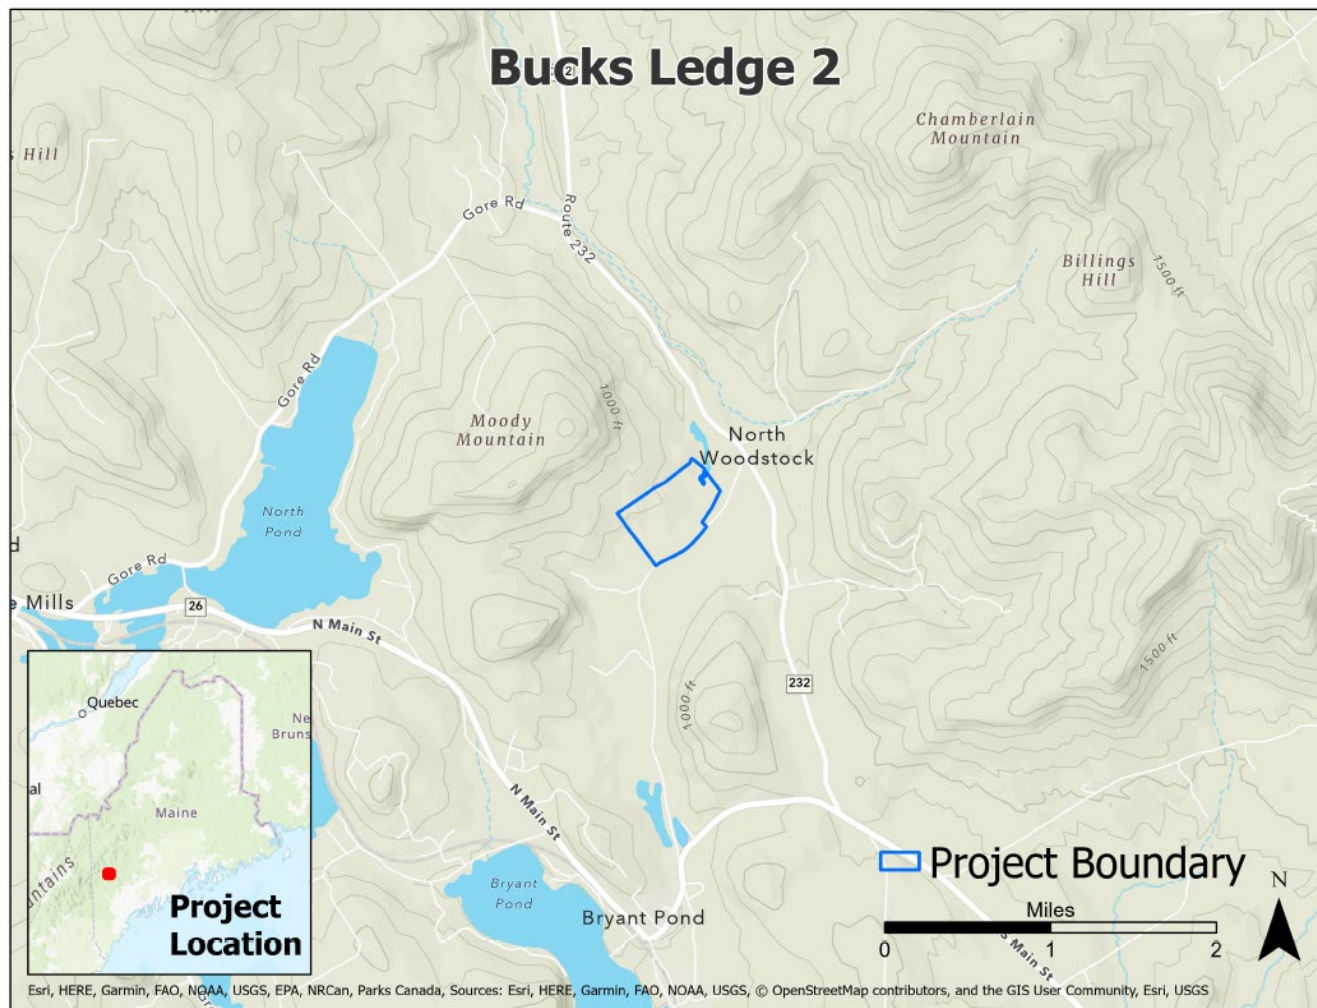 Bucks Ledge 2
Chamberlain
Mountain
Hill
Gore Rd
Route 232
Billings
Hill
1500 ft
Gore Rd
1000 ft
Moody
Mountain
North
Woodstock
North
Pond
Gore Rd
e Mills
26
N Main St
1500 ft
232
1000 ft
N Main St
Bryant
Pond
Bryant Pond
S Main St
Quebec
Ne
Bruns
al
Maine
untains
Project
Location
Project Boundary
N
Miles
0 1 2
Esri, HERE, Garmin, FAO, NOAA, USGS, EPA, NRCan, Parks Canada, Sources: Esri, HERE, Garmin, FAO, NOAA, USGS, © OpenStreetMap contributors, and the GIS User Community, Esri, USGS